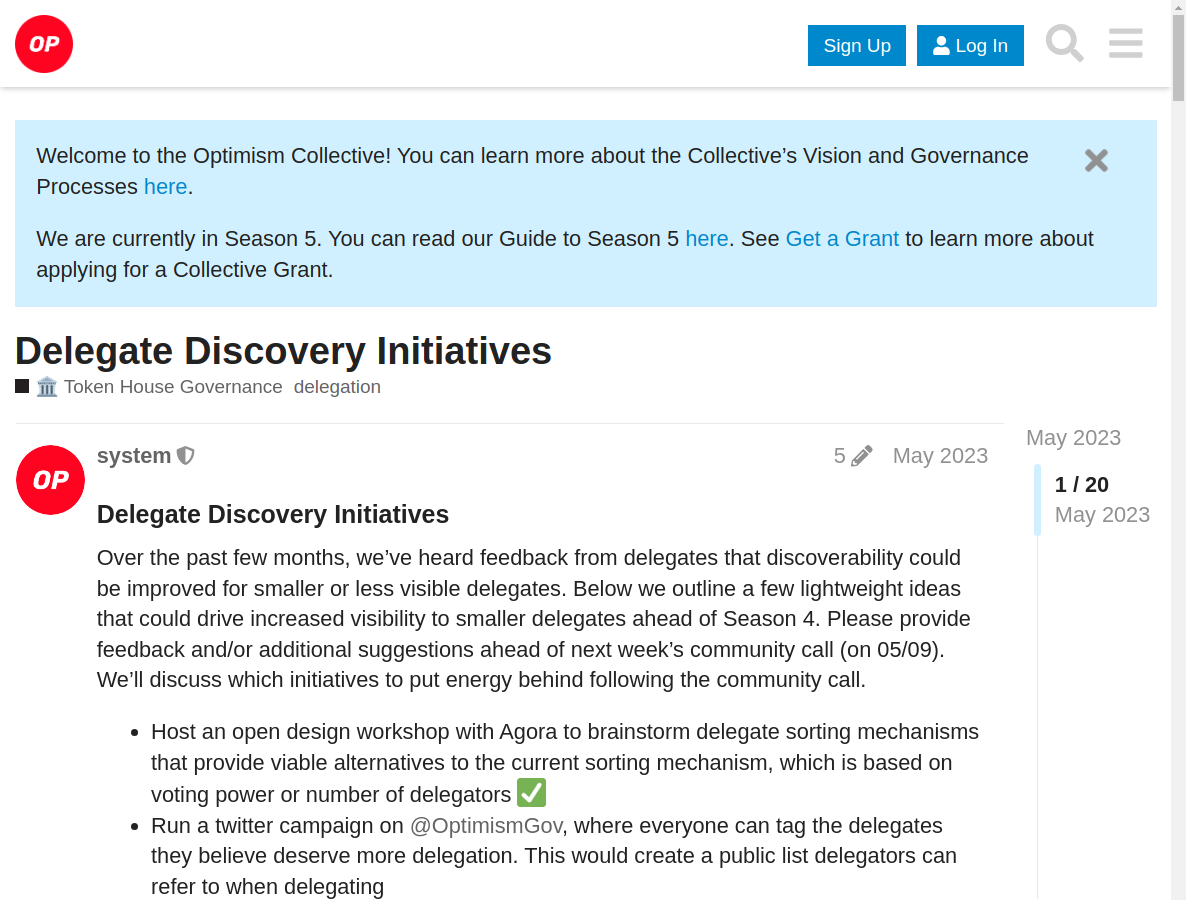 OP
Sign Up
Log In
Welcome to the Optimism Collective! You can learn more about the Collective’s Vision and Governance
Processes here.
We are currently in Season 5. You can read our Guide to Season 5 here. See Get a Grant to learn more about
applying for a Collective Grant.
Delegate Discovery Initiatives
Token House Governance delegation
system
5 May 2023
May 2023
OP
1 / 20
May 2023
Delegate Discovery Initiatives
Over the past few months, we’ve heard feedback from delegates that discoverability could
be improved for smaller or less visible delegates. Below we outline a few lightweight ideas
that could drive increased visibility to smaller delegates ahead of Season 4. Please provide
feedback and/or additional suggestions ahead of next week’s community call (on 05/09).
We’ll discuss which initiatives to put energy behind following the community call.
Host an open design workshop with Agora to brainstorm delegate sorting mechanisms
that provide viable alternatives to the current sorting mechanism, which is based on
voting power or number of delegators ✅
Run a twitter campaign on @OptimismGov, where everyone can tag the delegates
they believe deserve more delegation. This would create a public list delegators can
refer to when delegating